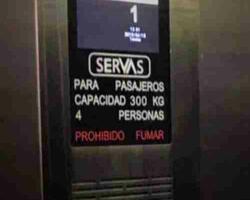 1
SERVAS
PARA PASAJEROS
CAPACIDAD 300 KG
4 PERSONAS
PROHIBIDO FUMAR